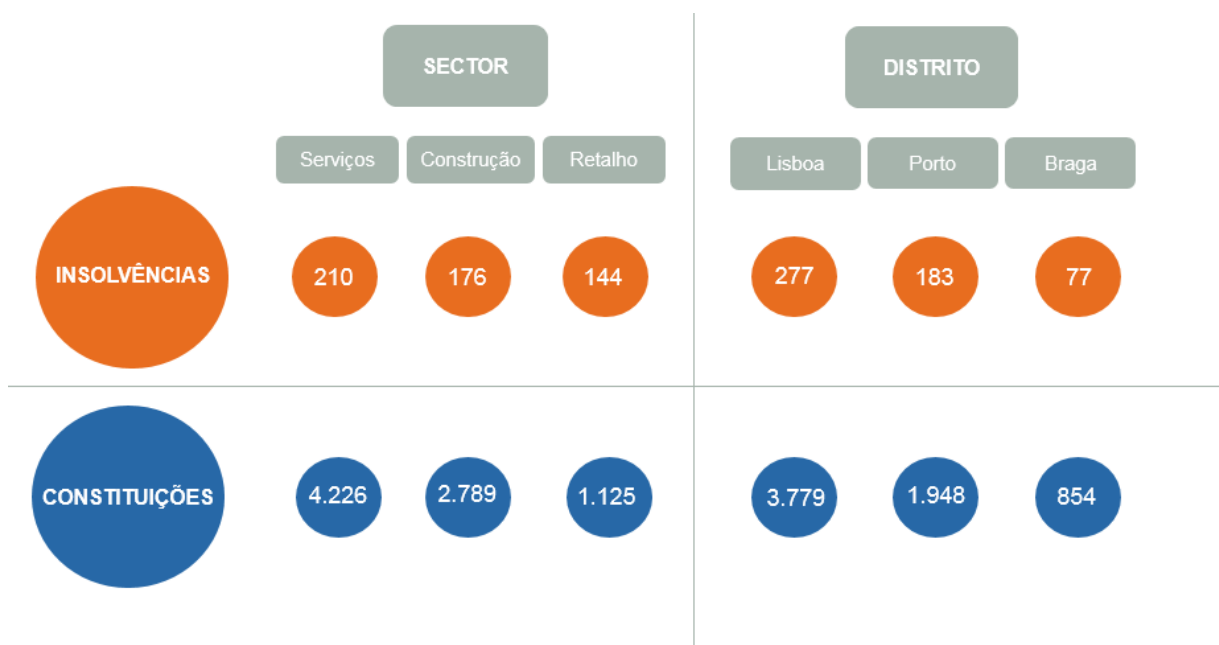 SECTOR
DISTRITO
Serviços
Construção
Retalho
Lisboa
Porto
Braga
INSOLVÊNCIAS
210
176
144
277
183
77
CONSTITUIÇÕES
4.226
2.789
1.125
3.779
1.948
854